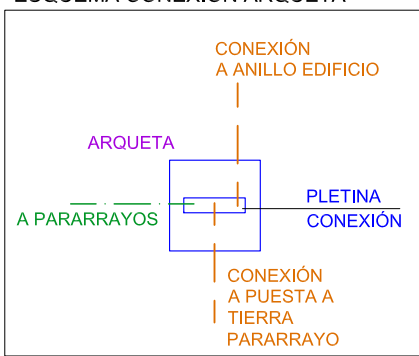 ESQUEMA CONEXIÓN ARQUETA
CONEXIÓN
A ANILLO EDIFICIO
ARQUETA
PLETINA
CONEXIÓN
A PARARRAYOS
CONEXIÓN
A PUESTA A
TIERRA
PARARRAYO